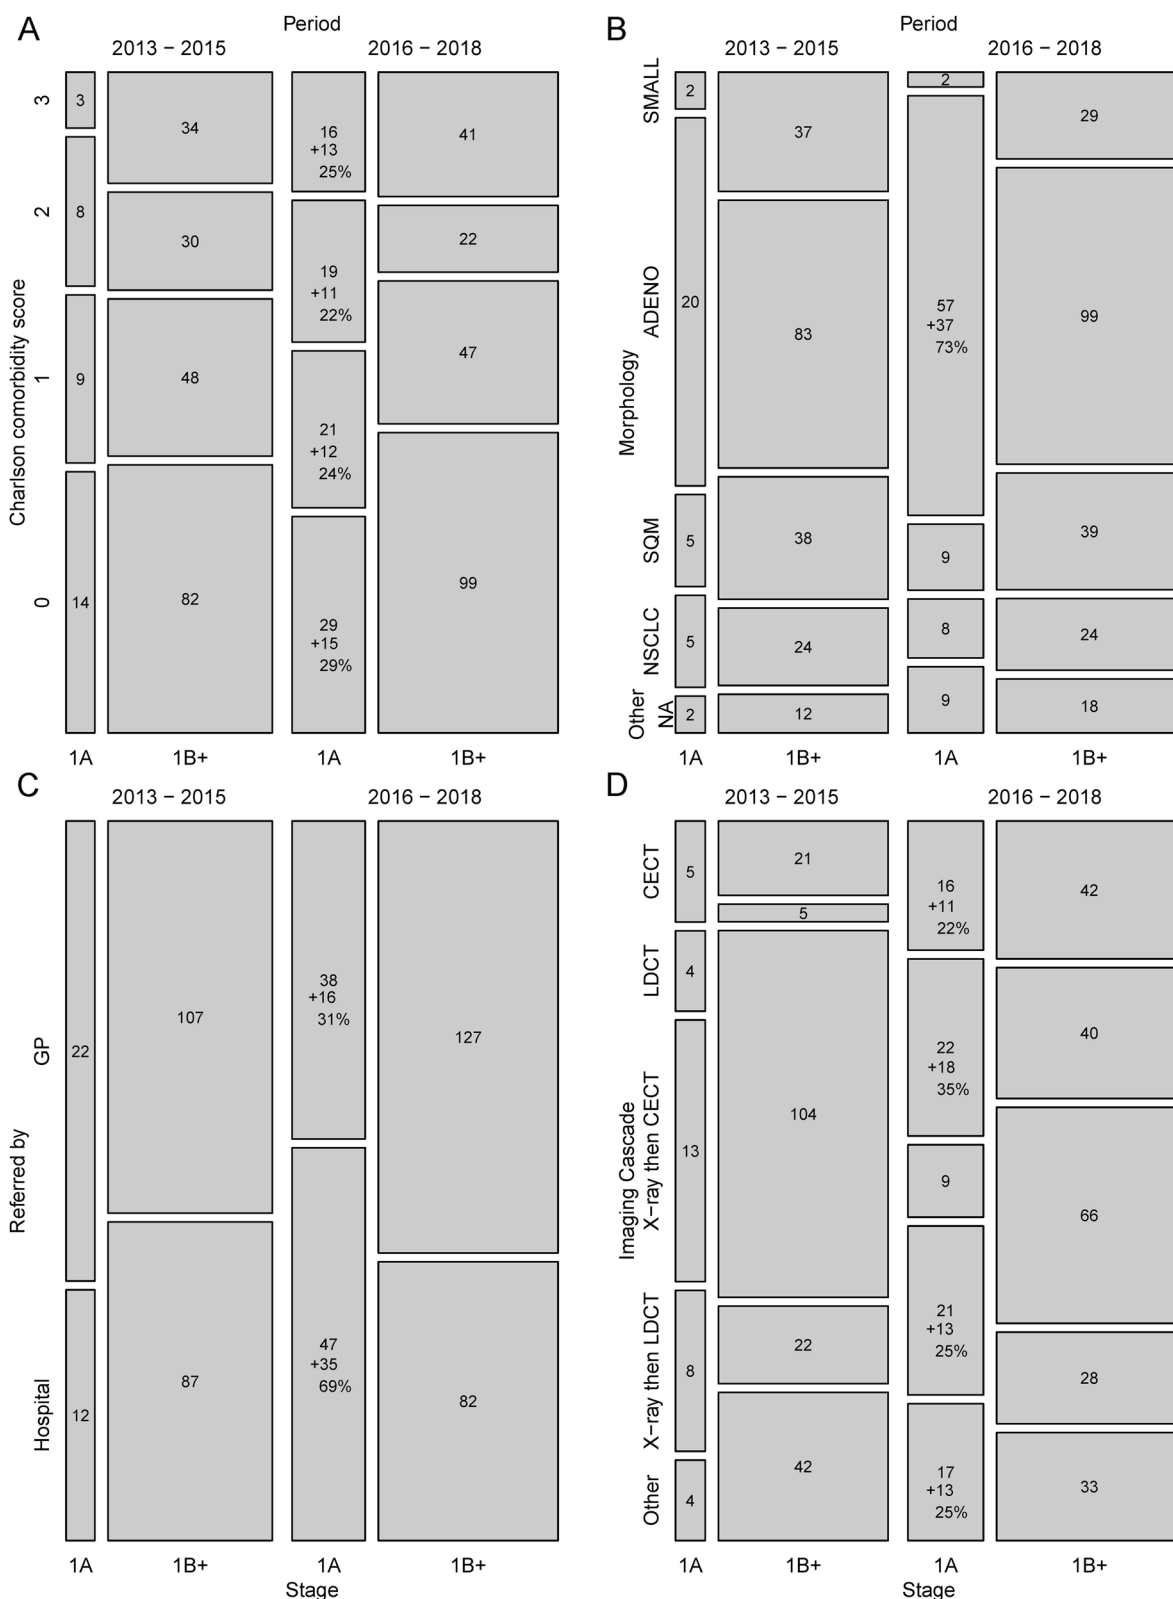 A
Period
2013 − 2015
2016 − 2018
Charlson comorbidity score
3
2
1
0
3
34
16
+13
25%
41
8
30
19
+11
22%
22
9
48
21
+12
24%
47
14
82
29
+15
29%
99
1A
1B+
1A
1B+
B
Period
2013 − 2015
2016 − 2018
Morphology
SMALL
ADENO
SQM
NSCLC
Other
NA
2
37
2
29
20
83
57
+37
73%
99
5
38
9
39
5
24
8
24
2
12
9
18
1A
1B+
1A
1B+
C
2013 − 2015
2016 − 2018
Referred by
GP
Hospital
22
107
38
+16
31%
127
12
87
47
+35
69%
82
1A
1B+
1A
1B+
Stage
D
2013 − 2015
2016 − 2018
Imaging Cascade
CECT
LDCT
X−ray then CECT
X−ray then LDCT
Other
5
21
16
+11
22%
42
4
5
22
+18
35%
40
13
104
9
66
8
22
21
+13
25%
28
4
42
17
+13
25%
33
1A
1B+
1A
1B+
Stage